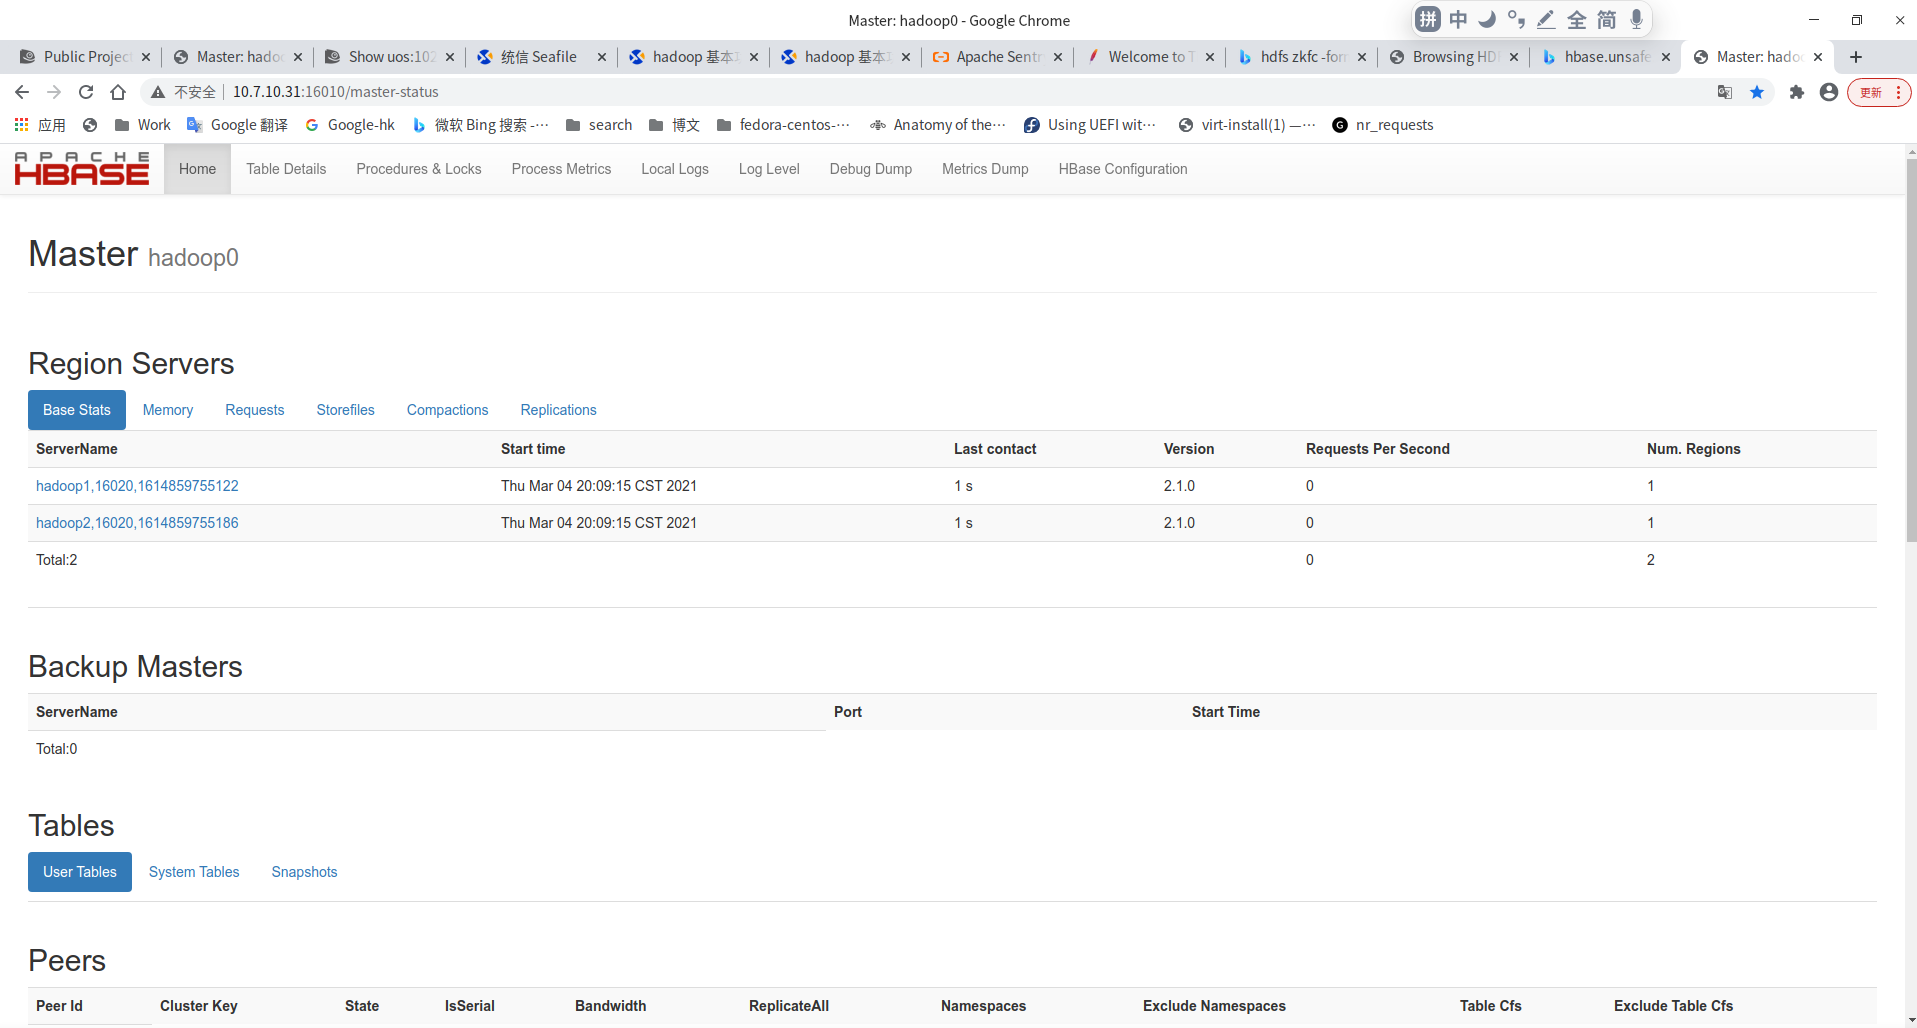 Master: hadoop0 - Google Chrome
拼 中 全 简
Public Projec Master: hadoo Show uos:102 统信 Seafile hadoop 基本 hadoop 基本 Apache Sentr Welcome to T hdfs zkfc -for Browsing HD hbase.unsafe Master: hadoo
不安全 10.7.10.31:16010/master-status 更新
应用 Work Google 翻译 Google-hk 微软 Bing 搜索 -··· search 博文 fedora-centos-··· Anatomy of the··· Using UEFI wit··· virt-install(1) —··· nr_requests
APACHE
HBASE Home Table Details Procedures & Locks Process Metrics Local Logs Log Level Debug Dump Metrics Dump HBase Configuration
Master hadoop0
Region Servers
Base Stats Memory Requests Storefiles Compactions Replications
ServerName Start time Last contact Version Requests Per Second Num. Regions
hadoop1,16020,1614859755122 Thu Mar 04 20:09:15 CST 2021 1 s 2.1.0 0 1
hadoop2,16020,1614859755186 Thu Mar 04 20:09:15 CST 2021 1 s 2.1.0 0 1
Total:2 0 2
Backup Masters
ServerName Port Start Time
Total:0
Tables
User Tables System Tables Snapshots
Peers
Peer Id Cluster Key State IsSerial Bandwidth ReplicateAll Namespaces Exclude Namespaces Table Cfs Exclude Table Cfs